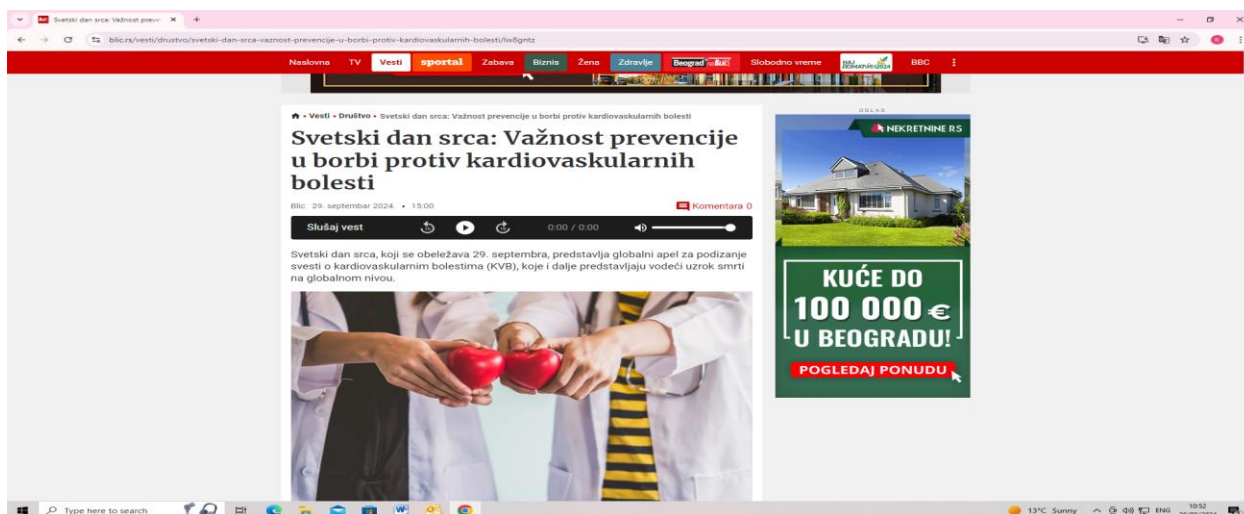 Svetski dan srca: Važnost preve
blic.rs/vesti/drustvo/svetski-dan-srca-vaznost-prevencije-u-borbi-protiv-kardiovaskularnih-bolesti/lw8gntz
Naslovna TV Vesti sportal Zabava Biznis Žena Zdravlje Beograd Blic Slobodno vreme BBC
Vesti • Društvo • Svetski dan srca: Važnost prevencije u borbi protiv kardiovaskularnih bolesti
Svetski dan srca: Važnost prevencije
u borbi protiv kardiovaskularnih
bolesti
Blic 29. septembar 2024. • 15:00
Komentara 0
Slušaj vest 0:00 / 0:00
Svetski dan srca, koji se obeležava 29. septembra, predstavlja globalni apel za podizanje
svesti o kardiovaskularnim bolestima (KVB), koje i dalje predstavljaju vodeći uzrok smrti
na globalnom nivou.
OGLAS
NEKRETNINE RS
KUĆE DO
100 000 €
U BEOGRADU!
POGLEDAJ PONUDU
Type here to search
13°C Sunny
ENG
10:52